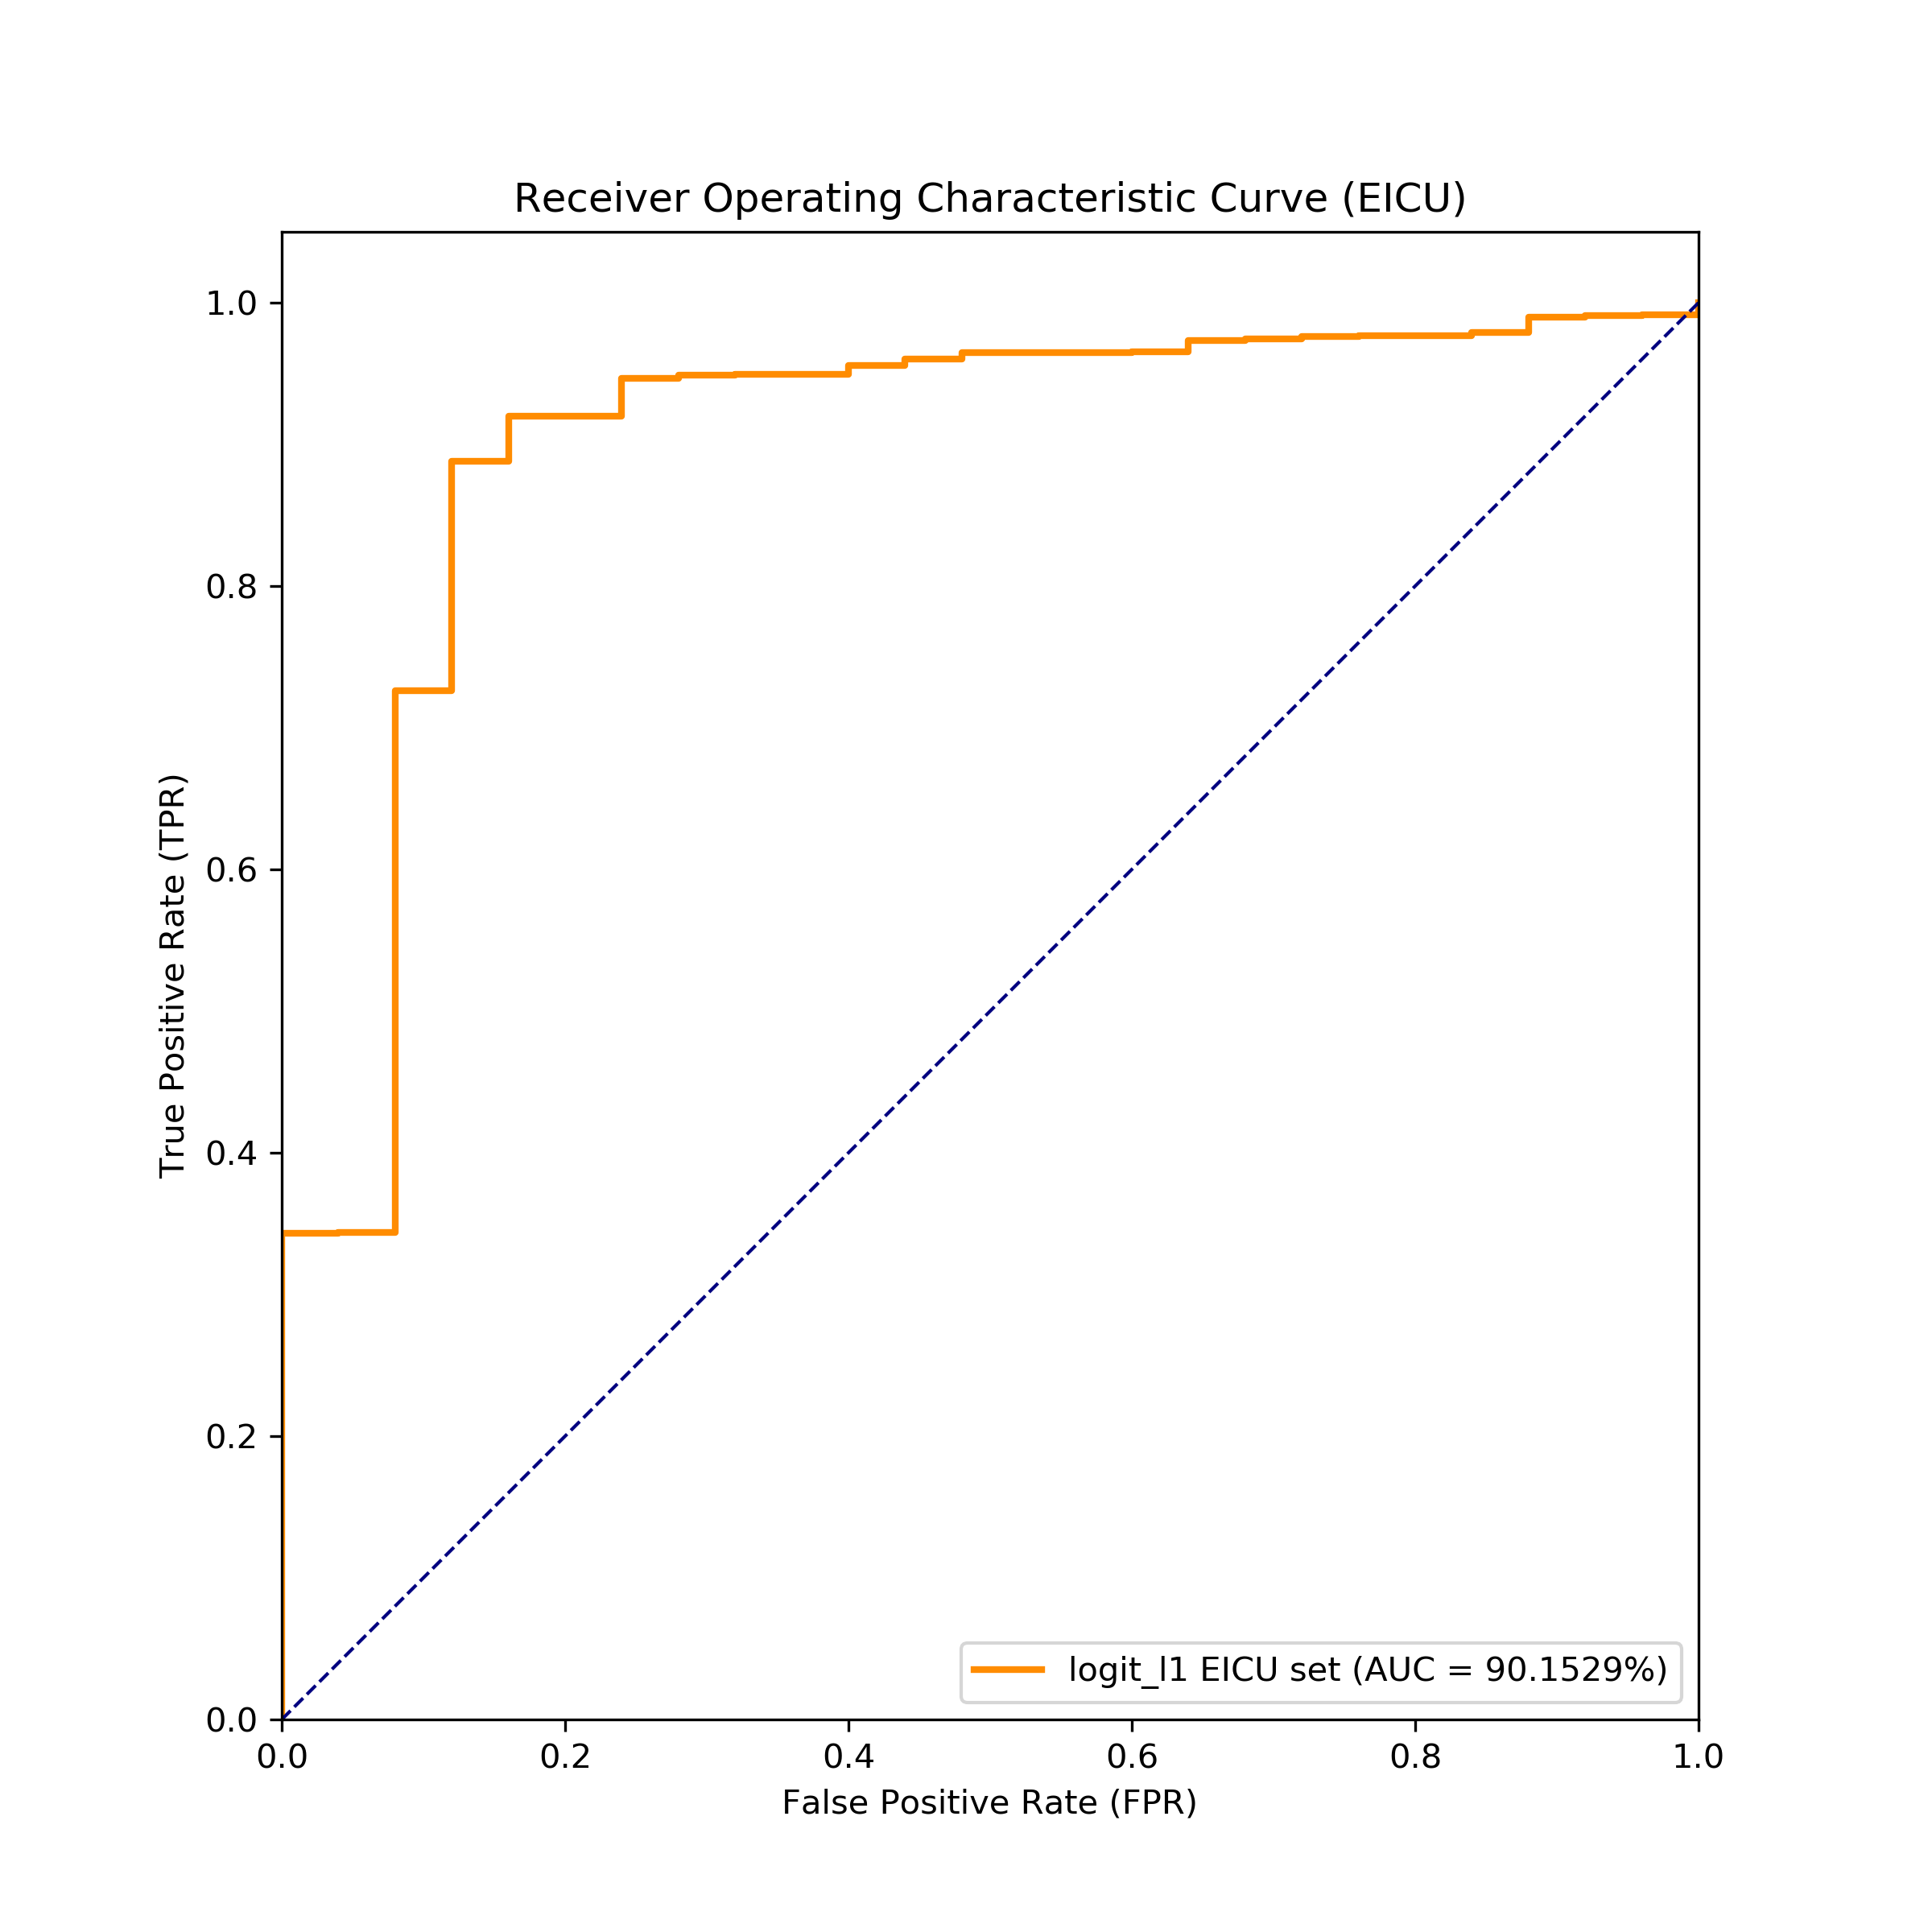 Receiver Operating Characteristic Curve (EICU)
True Positive Rate (TPR)
1.0
0.8
0.6
0.4
0.2
0.0
logit_l1 EICU set (AUC = 90.1529%)
0.0 0.2 0.4 0.6 0.8 1.0
False Positive Rate (FPR)